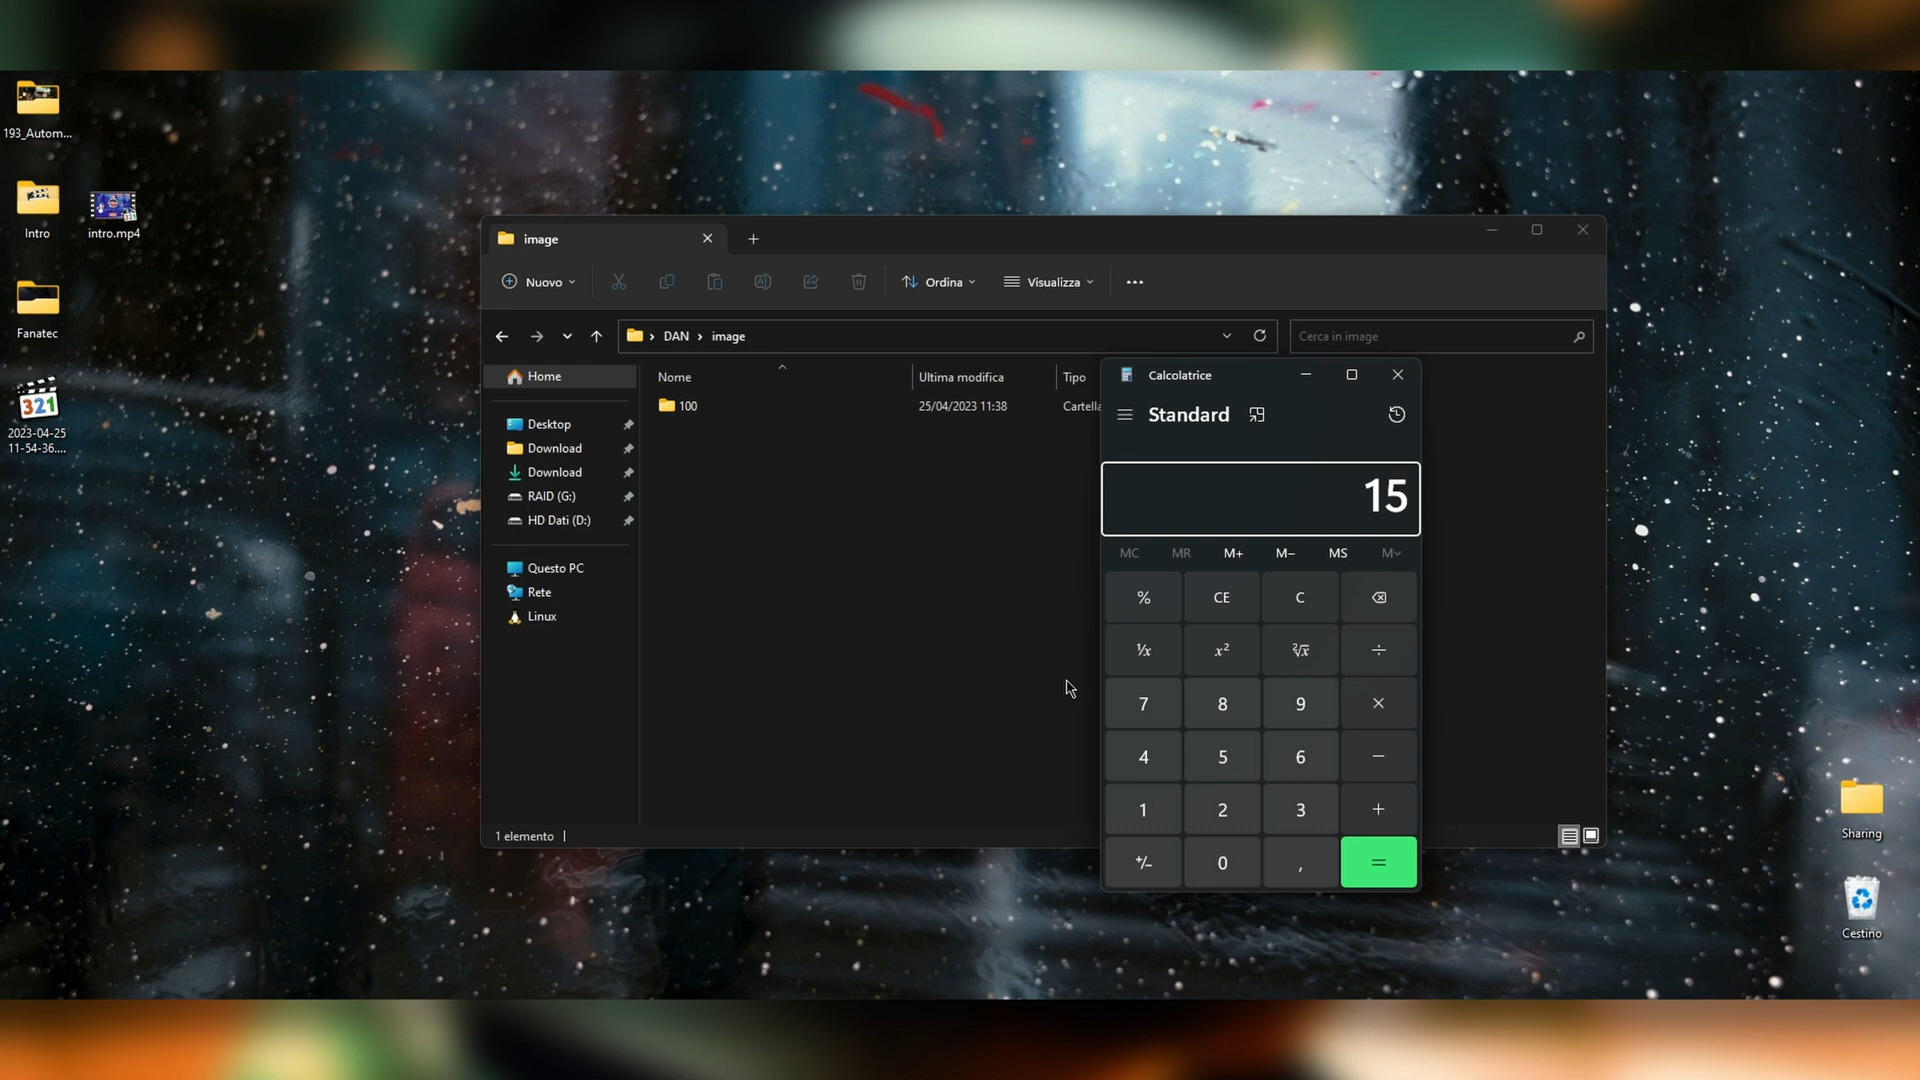 193_Autom...
Intro
intro.mp4
Fanatec
321
2023-04-25
11-54-36....
image
Nuovo
Ordina
Visualizza
DAN
image
Cerca in image
Home
Desktop
Download
Download
RAID (G:)
HD Dati (D:)
Questo PC
Rete
Linux
Nome
Ultima modifica
Tipo
100
25/04/2023 11:38
Cartella
1 elemento
Calcolatrice
Standard
15
MC MR M+ M− MS M
% CE C
¹/x x² ²√x ÷
7 8 9 ×
4 5 6 −
1 2 3 +
+/− 0 , =
Sharing
Cestino